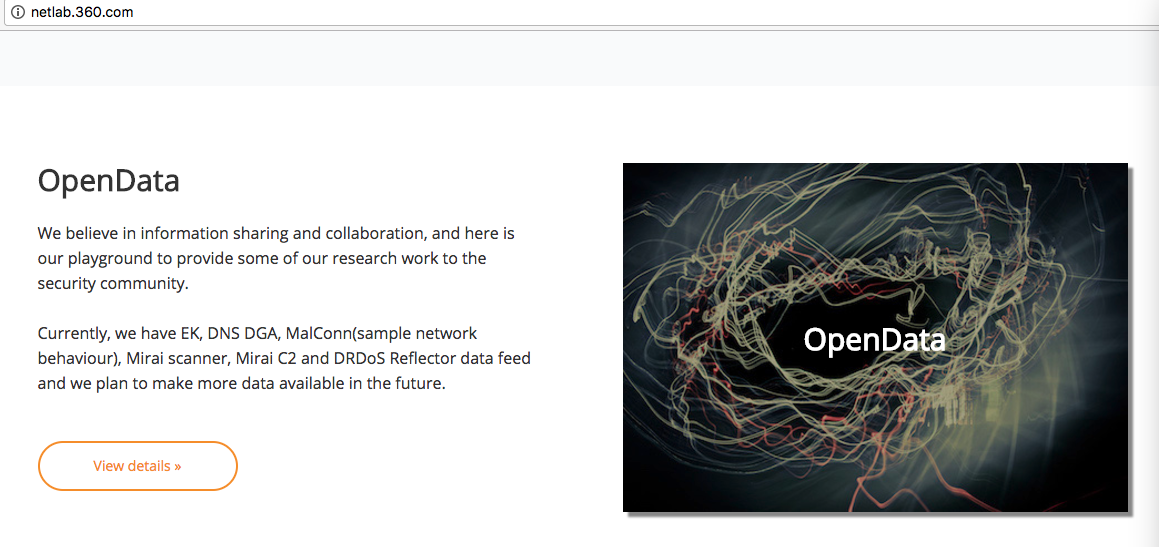 netlab.360.com
OpenData
We believe in information sharing and collaboration, and here is
our playground to provide some of our research work to the
security community.
Currently, we have EK, DNS DGA, MalConn(sample network
behaviour), Mirai scanner, Mirai C2 and DRDoS Reflector data feed
and we plan to make more data available in the future.
View details »
OpenData